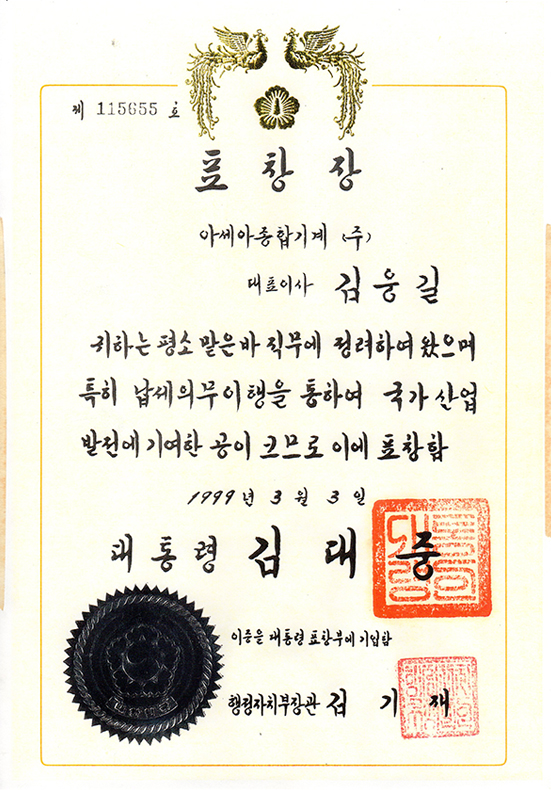 제 115655 호
표창장
아세아종합기계 (주)
대표이사 김웅길
귀하는 평소 맡은바 직무에 정려하여 왔으며
특히 납세의무이행을 통하여 국가 산업
발전에 기여한 공이 크므로 이에 표창함
1999년 3월 3일
대통령 김대중
이증을 대통령 표창부에 기입함
행정자치부장관 김기재